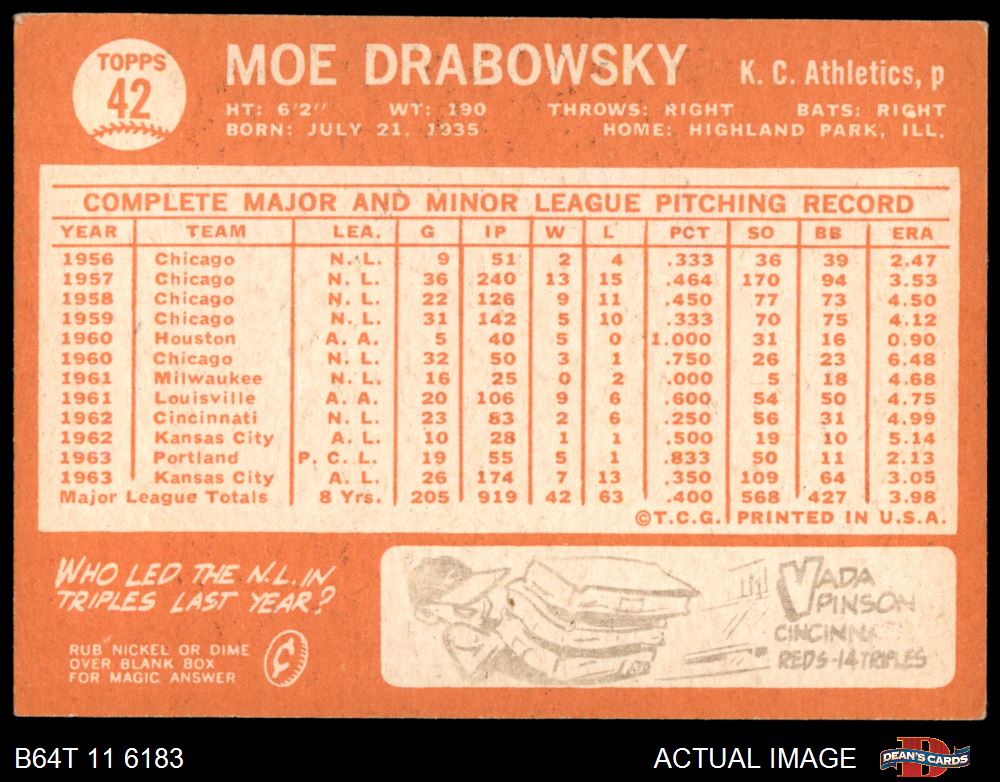 TOPPS
42
MOE DRABOWSKY
K. C. Athletics, p
HT: 6'2" WT: 190 THROWS: RIGHT BATS: RIGHT
BORN: JULY 21, 1935 HOME: HIGHLAND PARK, ILL.
COMPLETE MAJOR AND MINOR LEAGUE PITCHING RECORD
YEAR TEAM LEA. G IP W L PCT SO BB ERA
1956 Chicago N. L. 9 51 2 4 .333 36 39 2.47
1957 Chicago N. L. 36 240 13 15 .464 170 94 3.53
1958 Chicago N. L. 22 126 9 11 .450 77 73 4.50
1959 Chicago N. L. 31 142 5 10 .333 70 75 4.12
1960 Houston A. A. 5 40 5 0 1.000 31 16 0.90
1960 Chicago N. L. 32 50 3 1 .750 26 23 6.48
1961 Milwaukee N. L. 16 25 0 2 .000 5 18 4.68
1961 Louisville A. A. 20 106 9 6 .600 54 50 4.75
1962 Cincinnati N. L. 23 83 2 6 .250 56 31 4.99
1962 Kansas City A. L. 10 28 1 1 .500 19 10 5.14
1963 Portland P. C. L. 19 55 5 1 .833 50 11 2.13
1963 Kansas City A. L. 26 174 7 13 .350 109 64 3.05
Major League Totals 8 Yrs. 205 919 42 63 .400 568 427 3.98
©T.C.G. PRINTED IN U.S.A.
WHO LED THE N.L. IN
TRIPLES LAST YEAR?
RUB NICKEL OR DIME
OVER BLANK BOX
FOR MAGIC ANSWER
VADA
PINSON
CINCINNA
REDS-14 TRIPLES
B64T 11 6183
ACTUAL IMAGE
DEAN'S CARDS